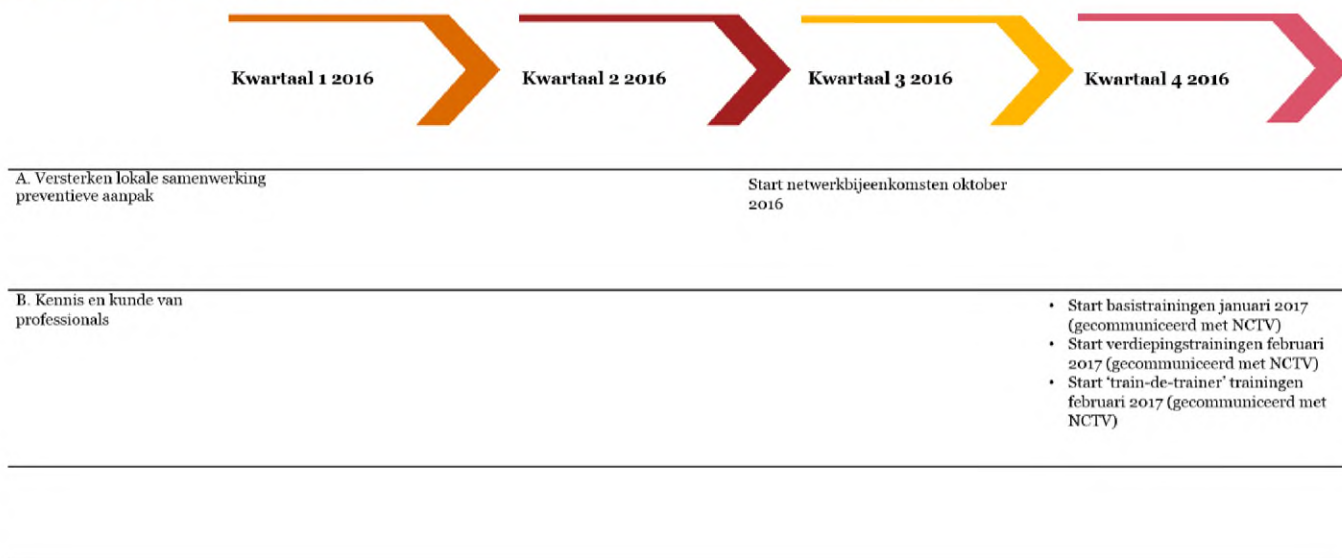 Kwartaal 1 2016
Kwartaal 2 2016
Kwartaal 3 2016
Kwartaal 4 2016
A. Versterken lokale samenwerking
preventieve aanpak
Start netwerkbijeenkomsten oktober
2016
B. Kennis en kunde van
professionals
• Start basistrainingen januari 2017
(gecommuniceerd met NCTV)
• Start verdiepingstrainingen februari
2017 (gecommuniceerd met NCTV)
• Start ‘train-de-trainer’ trainingen
februari 2017 (gecommuniceerd met
NCTV)